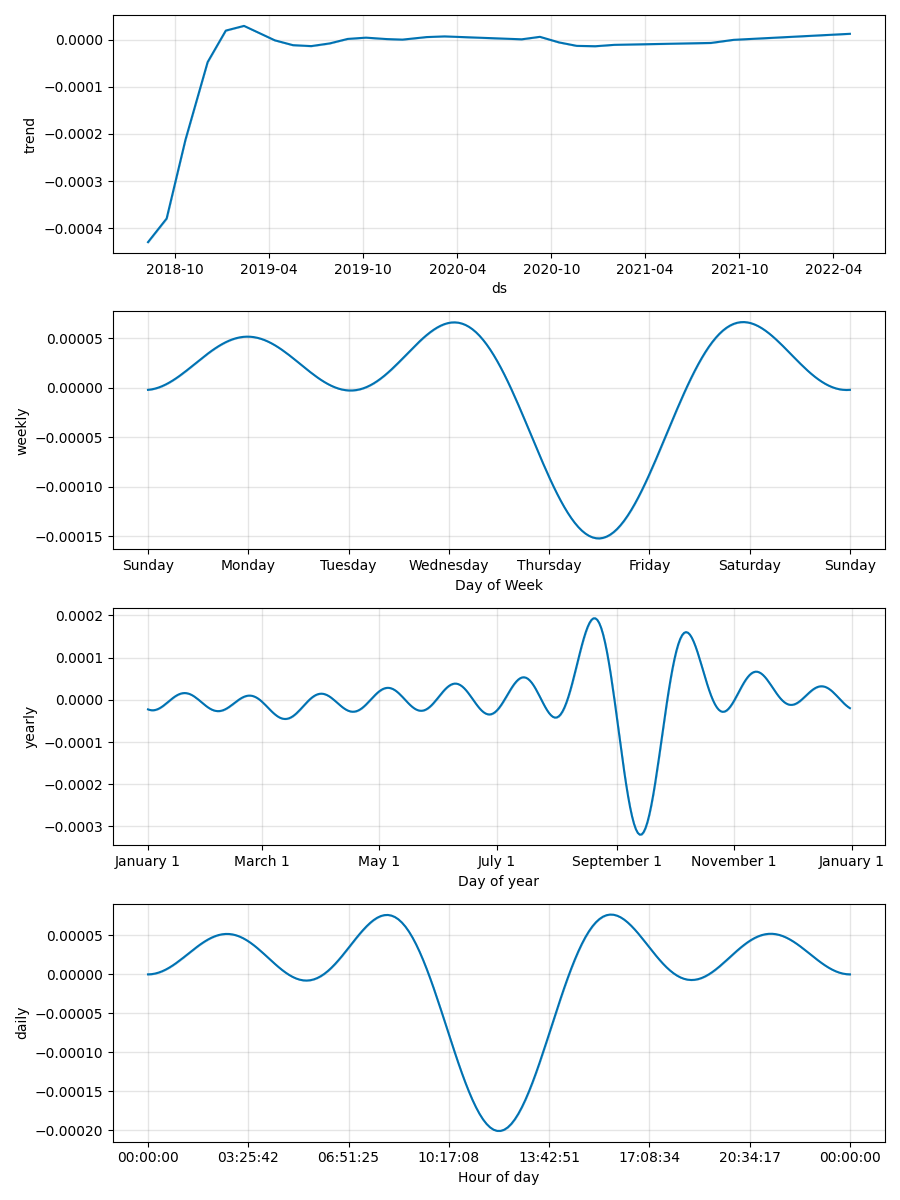 0.0000
−0.0001
−0.0002
−0.0003
−0.0004
trend
2018-10 2019-04 2019-10 2020-04 2020-10 2021-04 2021-10 2022-04
ds
0.00005
0.00000
−0.00005
−0.00010
−0.00015
weekly
Sunday Monday Tuesday Wednesday Thursday Friday Saturday Sunday
Day of Week
0.0002
0.0001
0.0000
−0.0001
−0.0002
−0.0003
yearly
January 1 March 1 May 1 July 1 September 1 November 1 January 1
Day of year
0.00005
0.00000
−0.00005
−0.00010
−0.00015
−0.00020
daily
00:00:00 03:25:42 06:51:25 10:17:08 13:42:51 17:08:34 20:34:17 00:00:00
Hour of day